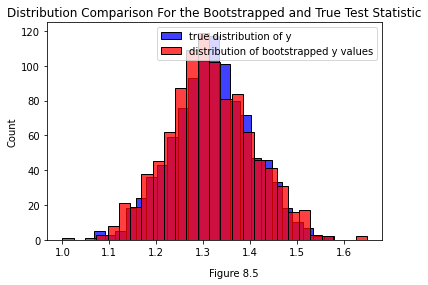 Distribution Comparison For the Bootstrapped and True Test Statistic
true distribution of y
distribution of bootstrapped y values
Count
120
100
80
60
40
20
0
1.0 1.1 1.2 1.3 1.4 1.5 1.6
Figure 8.5